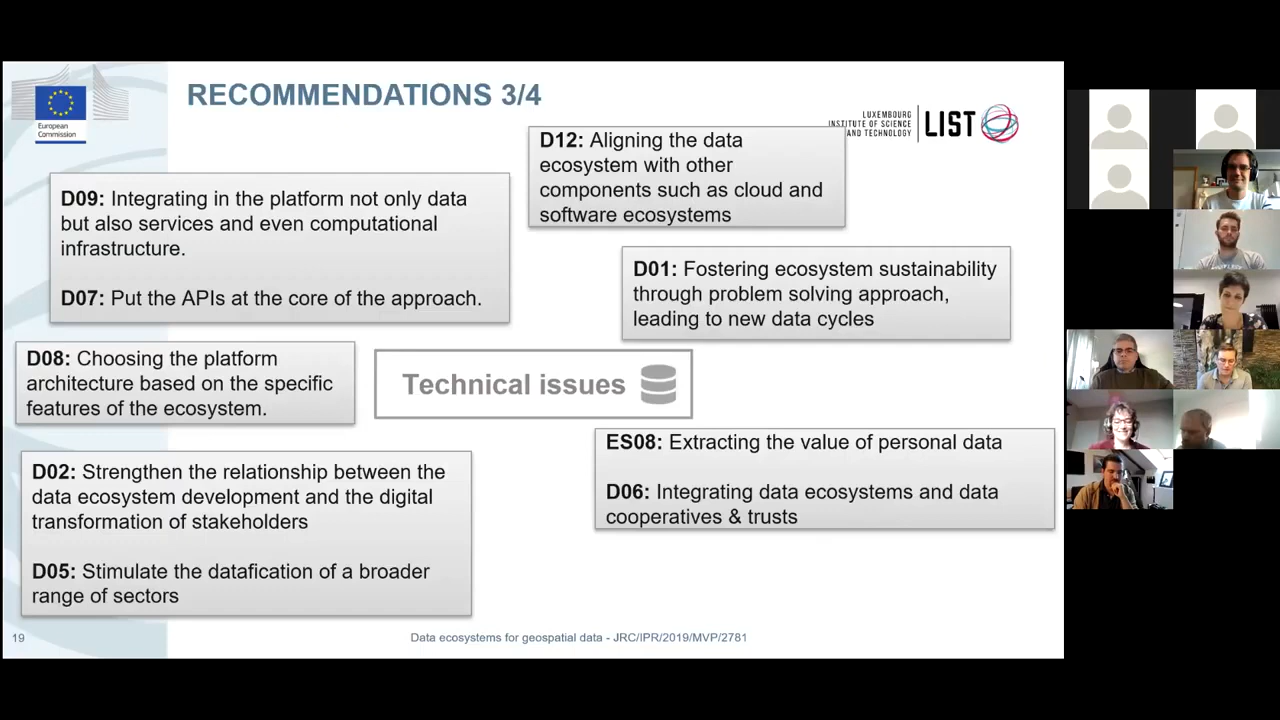 RECOMMENDATIONS 3/4
European
Commission
LUXEMBOURG
INSTITUTE OF SCIENCE
AND TECHNOLOGY
LIST
D12: Aligning the data
ecosystem with other
components such as cloud and
software ecosystems
D09: Integrating in the platform not only data
but also services and even computational
infrastructure.
D07: Put the APIs at the core of the approach.
D01: Fostering ecosystem sustainability
through problem solving approach,
leading to new data cycles
D08: Choosing the platform
architecture based on the specific
features of the ecosystem.
Technical issues
ES08: Extracting the value of personal data
D06: Integrating data ecosystems and data
cooperatives & trusts
D02: Strengthen the relationship between the
data ecosystem development and the digital
transformation of stakeholders
D05: Stimulate the datafication of a broader
range of sectors
19
Data ecosystems for geospatial data - JRC/IPR/2019/MVP/2781